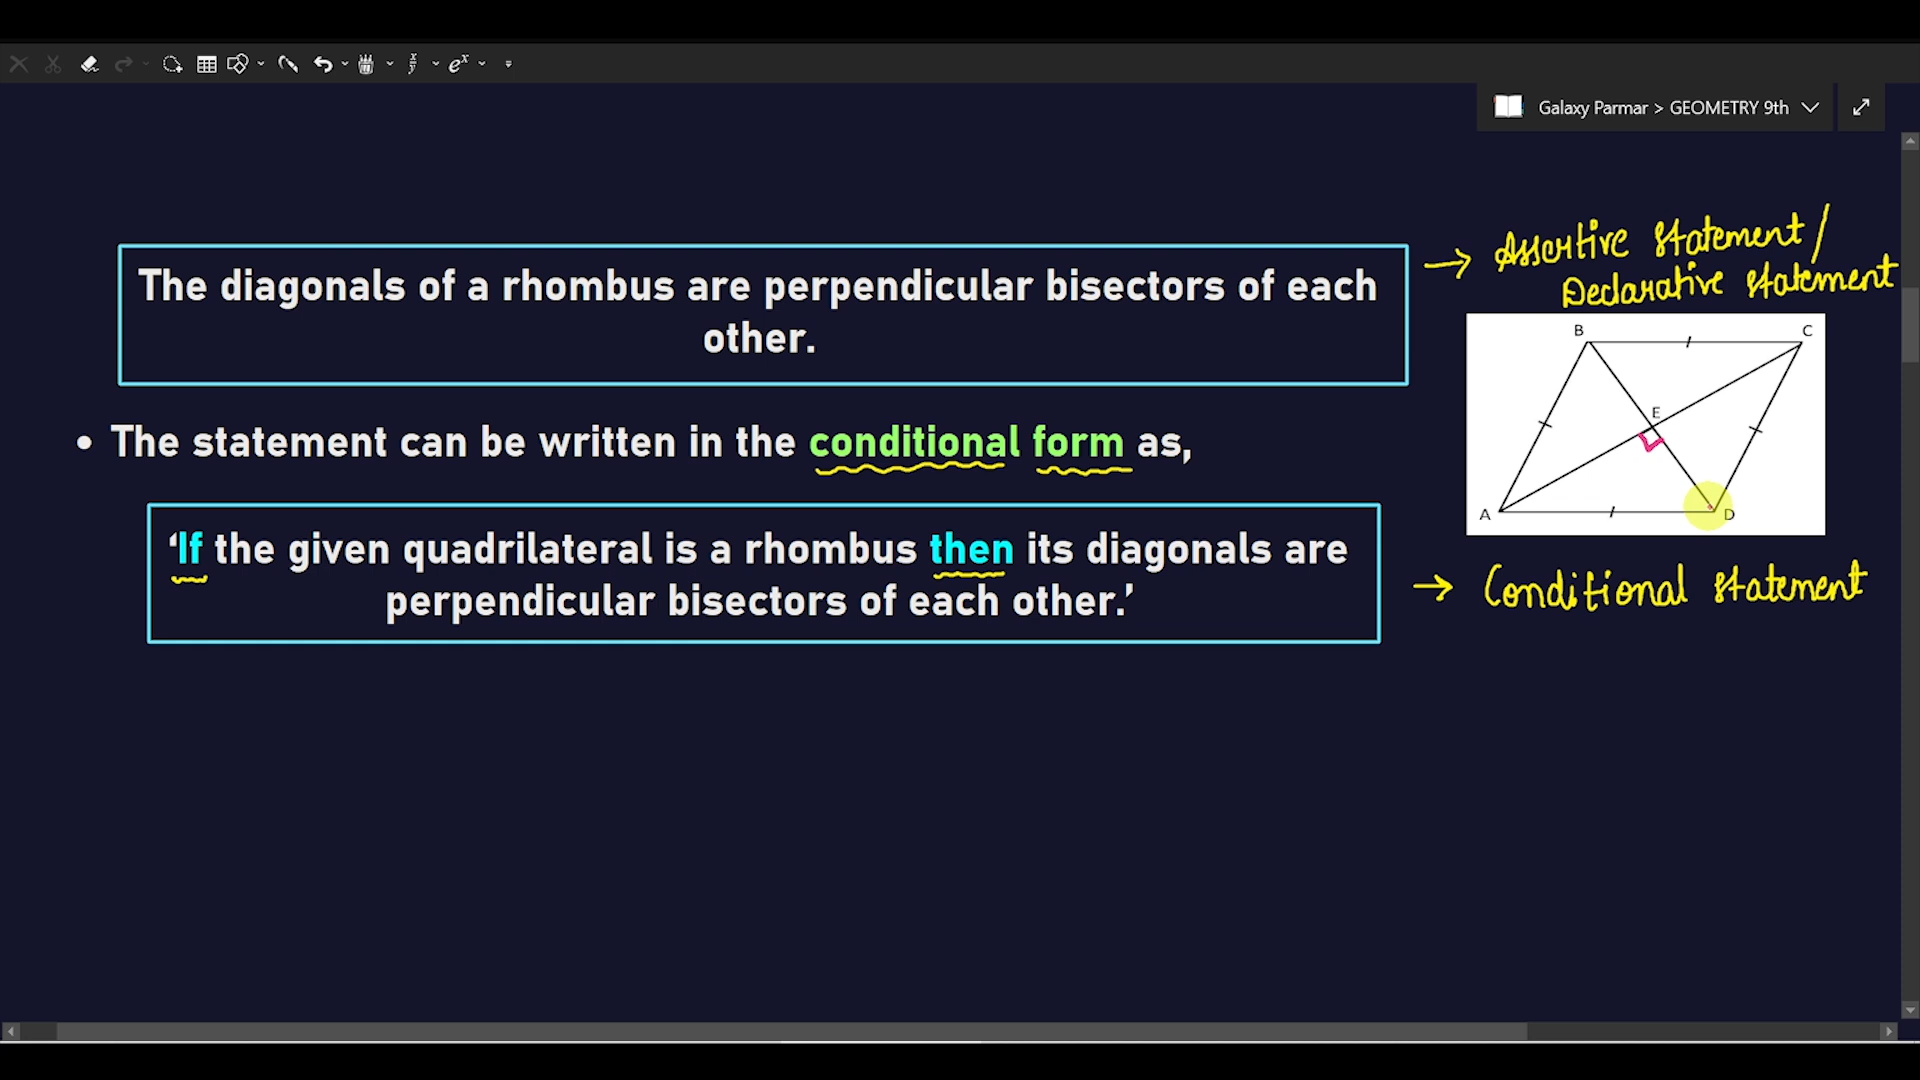 Galaxy Parmar > GEOMETRY 9th
Assertive Statement/
Declarative Statement
The diagonals of a rhombus are perpendicular bisectors of each
other.
B
C
E
A
D
• The statement can be written in the conditional form as,
‘If the given quadrilateral is a rhombus then its diagonals are
perpendicular bisectors of each other.’
Conditional Statement